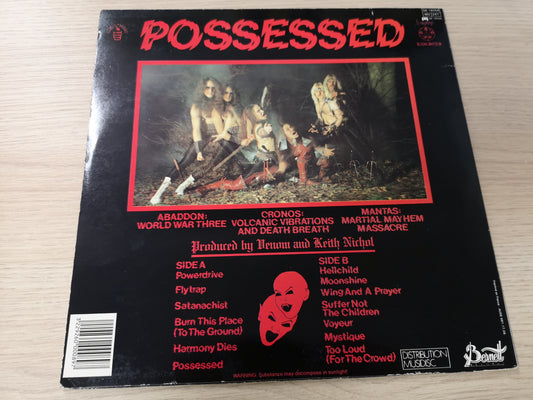 POSSESSED
ABADDON:
WORLD WAR THREE
CRONOS:
VOLCANIC VIBRATIONS
AND DEATH BREATH
MANTAS:
MARTIAL MAYHEM
MASSACRE
Produced by Venom and Keith Nichol
SIDE A
Powerdrive
Flytrap
Satanachist
Burn This Place
(To The Ground)
Harmony Dies
Possessed
SIDE B
Hellchild
Moonshine
Wing And A Prayer
Suffer Not
The Children
Voyeur
Mystique
Too Loud
(For The Crowd)
WARNING: Substance may discompose in sunlight
DISTRIBUTION
MUSIDISC
Bernett